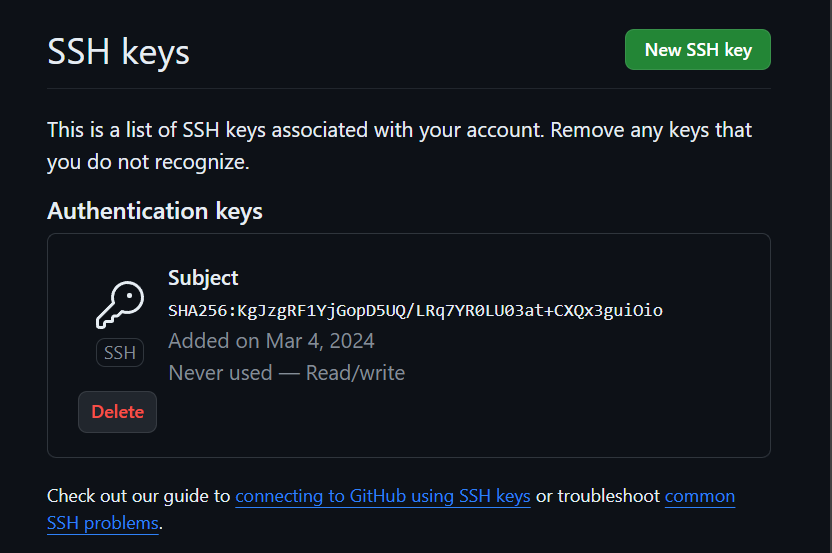 SSH keys
New SSH key
This is a list of SSH keys associated with your account. Remove any keys that
you do not recognize.
Authentication keys
Subject
SHA256:KgJzgRF1YjGopD5UQ/LRq7YR0LU03at+CXQx3guiOio
SSH
Added on Mar 4, 2024
Never used — Read/write
Delete
Check out our guide to connecting to GitHub using SSH keys or troubleshoot common
SSH problems.